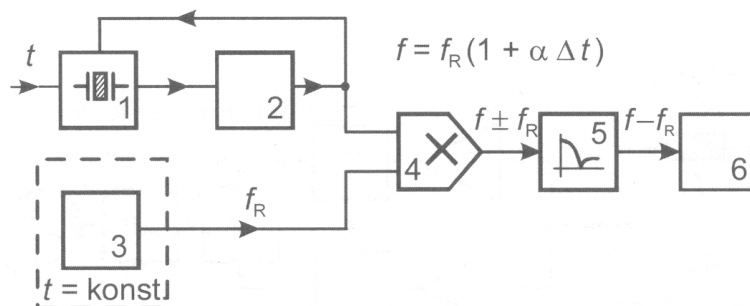 t
1
2
f = f_R(1 + α Δt)
4
f ± f_R
5
f–f_R
6
3
f_R
t = konst.